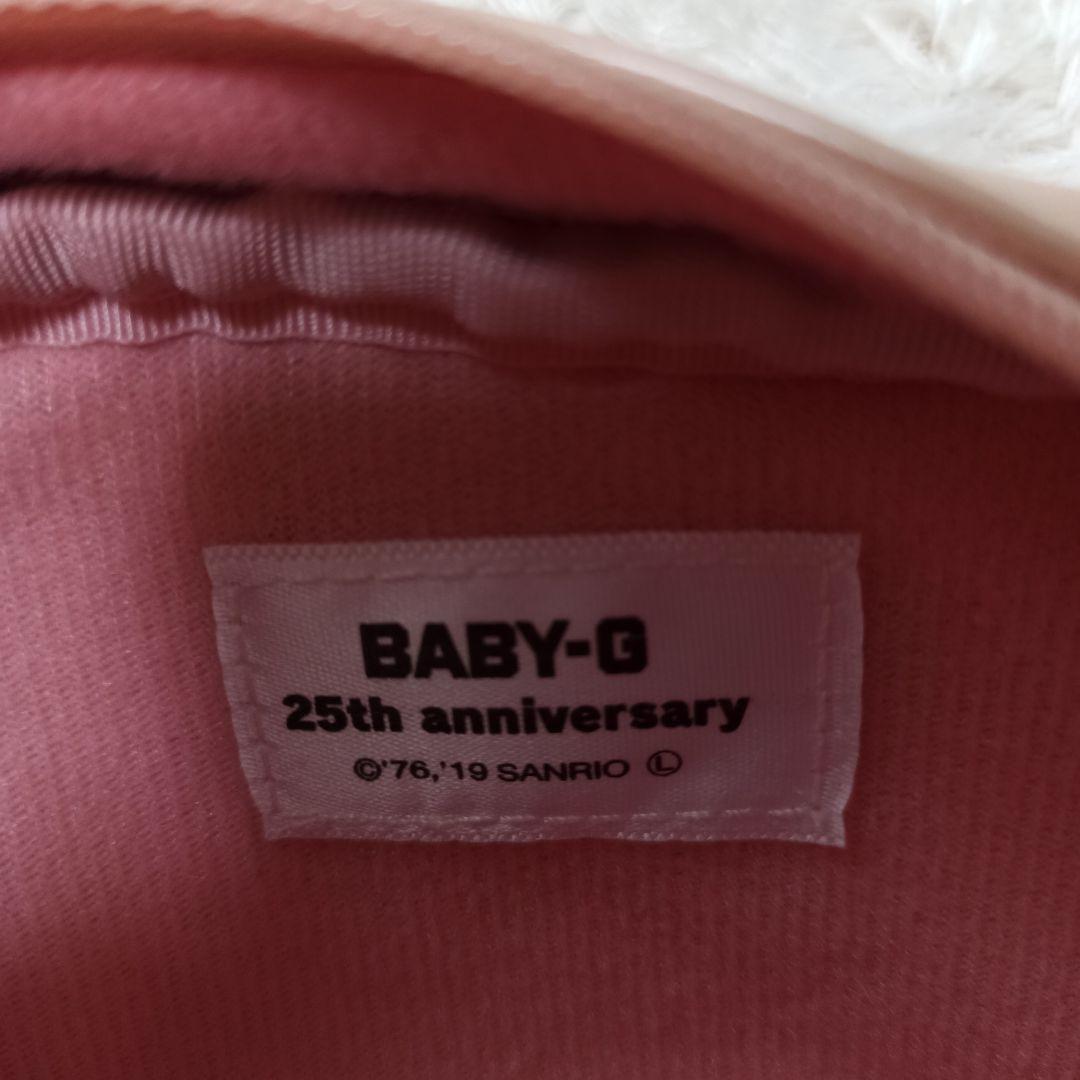 BABY-G
25th anniversary
©'76,'19 SANRIO Ⓛ